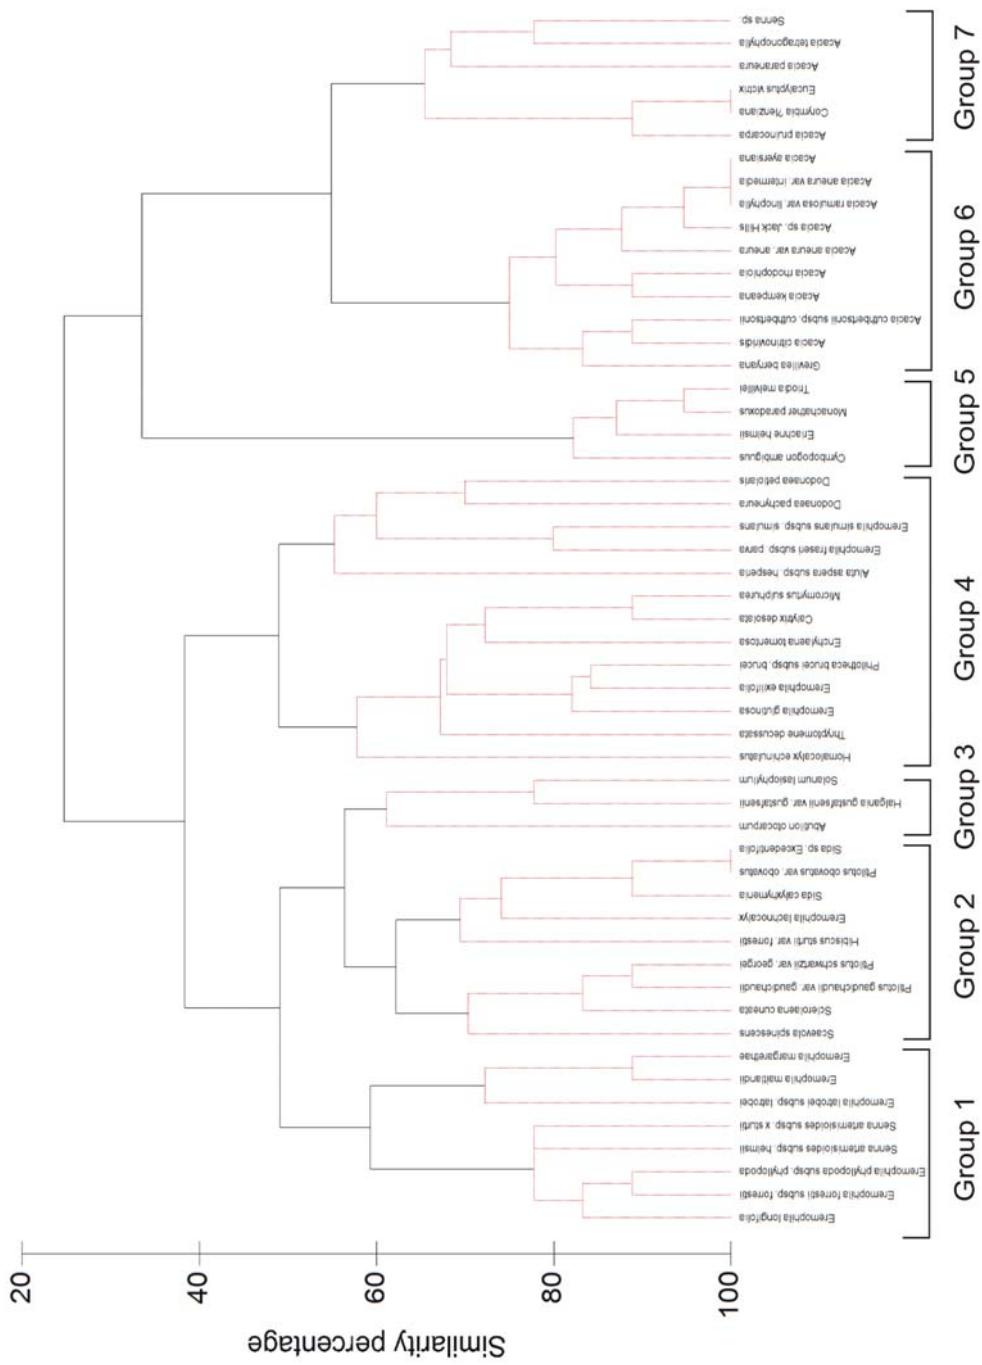 Senna sp.
Acacia tetragonophylla
Acacia paraneura
Eucalyptus victrix
Corymbia ?lenziana
Acacia pruinocarpa
Group 7
Acacia ayersiana
Acacia aneura var. intermedia
Acacia ramulosa var. linophylla
Acacia sp. Jack Hills
Acacia aneura var. aneura
Acacia rhodophloia
Acacia kempeana
Acacia cuthbertsonii subsp. cuthbertsonii
Acacia citrinoviridis
Grevillea berryana
Group 6
Triodia melvillei
Monachather paradoxus
Eriachne helmsii
Cymbopogon ambiguus
Group 5
Dodonaea petiolaris
Dodonaea pachyneura
Eremophila simulans subsp. simulans
Eremophila fraseri subsp. parva
Aluta aspera subsp. hesperia
Micromyrtus sulphurea
Calytrix desolata
Enchylaena tomentosa
Philotheca brucei subsp. brucei
Eremophila exilifolia
Eremophila glutinosa
Thryptomene decussata
Homalocalyx echinulatus
Group 4
Solanum lasiophyllum
Halgania gustafsenii var. gustafsenii
Abutilon otocarpum
Group 3
Sida sp. Excedentifolia
Ptilotus obovatus var. obovatus
Sida calyxhymenia
Eremophila lachnocalyx
Hibiscus sturtii var. forrestii
Ptilotus schwartzii var. georgei
Ptilotus gaudichaudii var. gaudichaudii
Sclerolaena cuneata
Scaevola spinescens
Group 2
Eremophila margarethae
Eremophila maitlandii
Eremophila latrobei subsp. latrobei
Senna artemisioides subsp. x sturtii
Senna artemisioides subsp. helmsii
Eremophila phyllopoda subsp. phyllopoda
Eremophila forrestii subsp. forrestii
Eremophila longifolia
Group 1
20
40
60
80
100
Similarity percentage